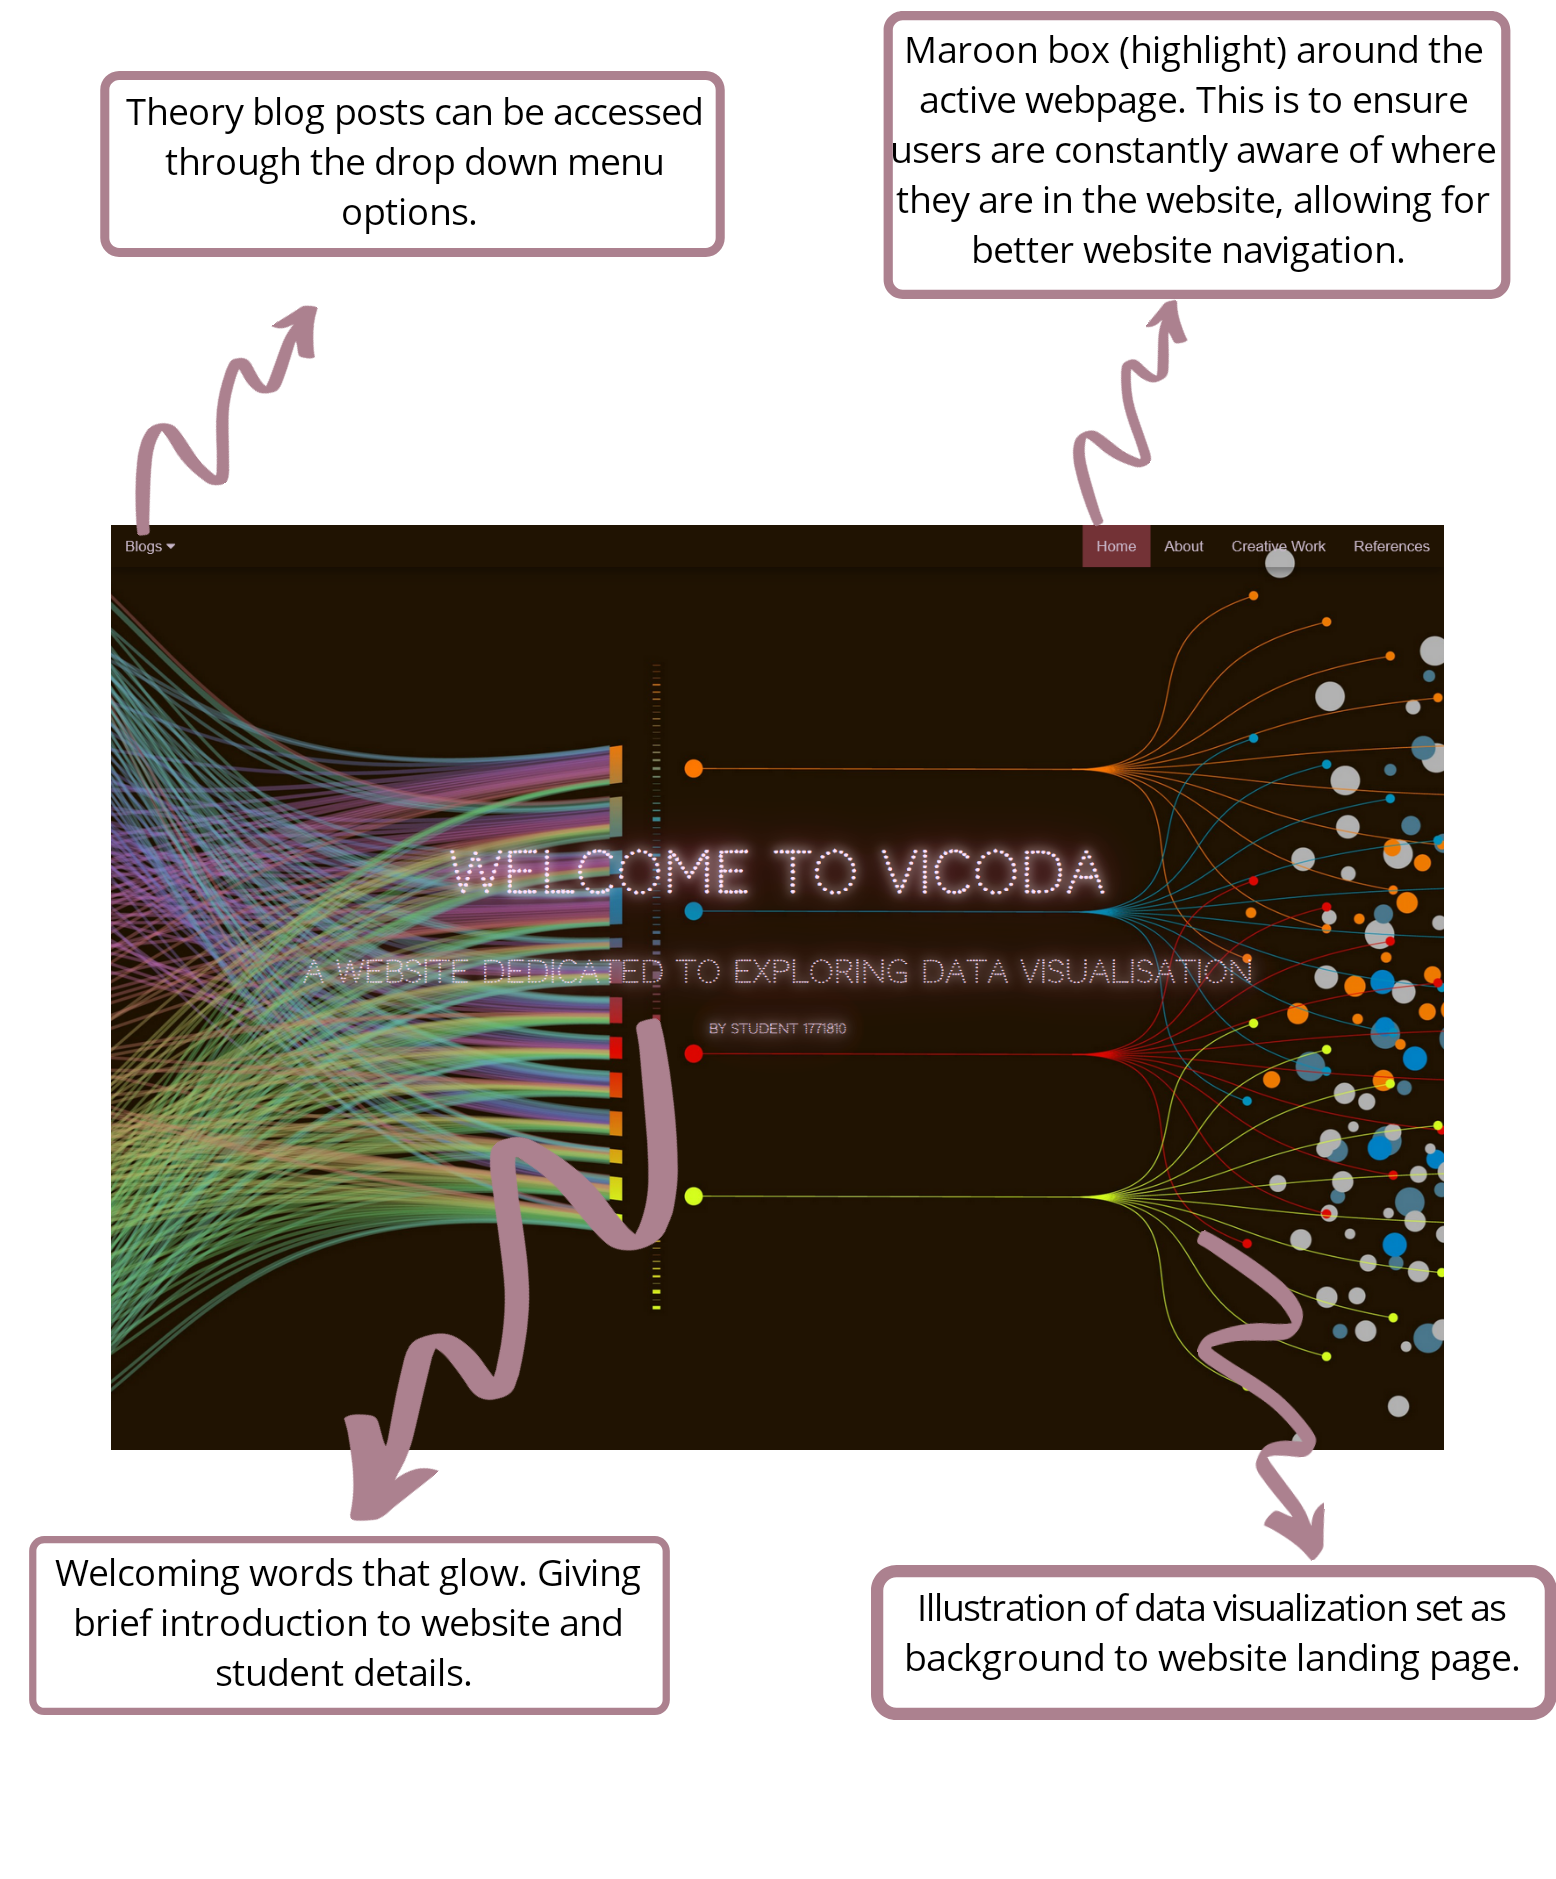 Theory blog posts can be accessed
through the drop down menu
options.
Maroon box (highlight) around the
active webpage. This is to ensure
users are constantly aware of where
they are in the website, allowing for
better website navigation.
Blogs
Home About Creative Work References
WELCOME TO VICODA
A WEBSITE DEDICATED TO EXPLORING DATA VISUALISATION
BY STUDENT 1771810
Welcoming words that glow. Giving
brief introduction to website and
student details.
Illustration of data visualization set as
background to website landing page.